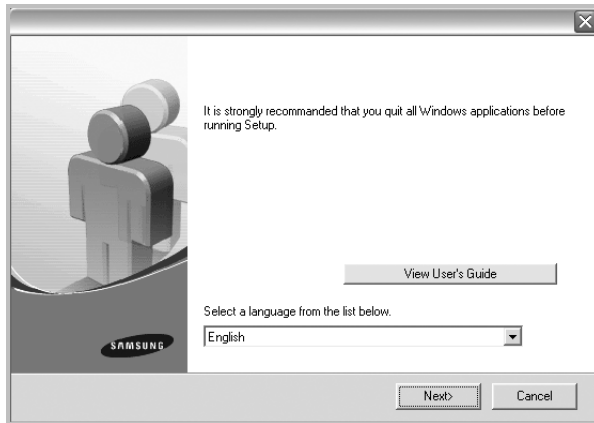 It is strongly recommanded that you quit all Windows applications before
running Setup.
View User's Guide
Select a language from the list below.
English
SAMSUNG
Next>
Cancel